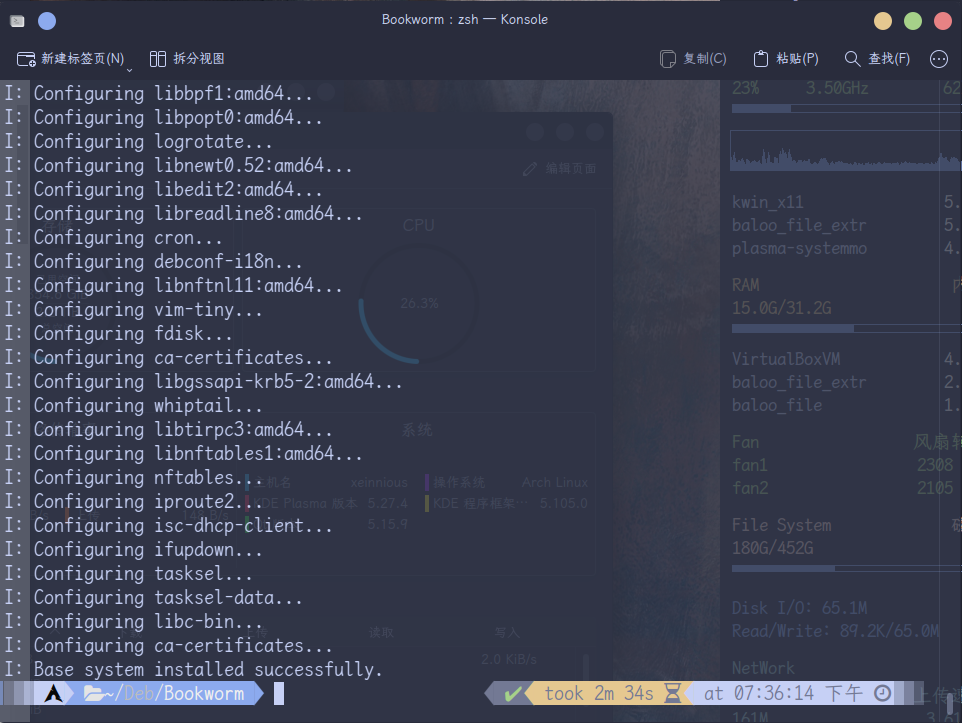 Bookworm : zsh — Konsole
新建标签页(N) 拆分视图 复制(C) 粘贴(P) 查找(F)
I: Configuring libbpf1:amd64...
I: Configuring libpopt0:amd64...
I: Configuring logrotate...
I: Configuring libnewt0.52:amd64...
I: Configuring libedit2:amd64...
I: Configuring libreadline8:amd64...
I: Configuring cron...
I: Configuring debconf-i18n...
I: Configuring libnftnl11:amd64...
I: Configuring vim-tiny...
I: Configuring fdisk...
I: Configuring ca-certificates...
I: Configuring libgssapi-krb5-2:amd64...
I: Configuring whiptail...
I: Configuring libtirpc3:amd64...
I: Configuring libnftables1:amd64...
I: Configuring nftables...
I: Configuring iproute2...
I: Configuring isc-dhcp-client...
I: Configuring ifupdown...
I: Configuring tasksel...
I: Configuring tasksel-data...
I: Configuring libc-bin...
I: Configuring ca-certificates...
I: Base system installed successfully.
~/Deb/Bookworm took 2m 34s at 07:36:14 下午
编辑页面
CPU
26.3%
系统
主机名 xeinnious 操作系统 Arch Linux
KDE Plasma 版本 5.27.4 KDE 程序框架… 5.105.0
5.15.9
读取 写入
2.0 KiB/s
23% 3.50GHz 62
kwin_x11 5.
baloo_file_extr 5.
plasma-systemmo 4.
RAM
15.0G/31.2G
VirtualBoxVM 4.
baloo_file_extr 2.
baloo_file 1.
Fan 风扇转
fan1 2308
fan2 2105
File System
180G/452G
Disk I/O: 65.1M
Read/Write: 89.2K/65.0M
NetWork
上传速
161M